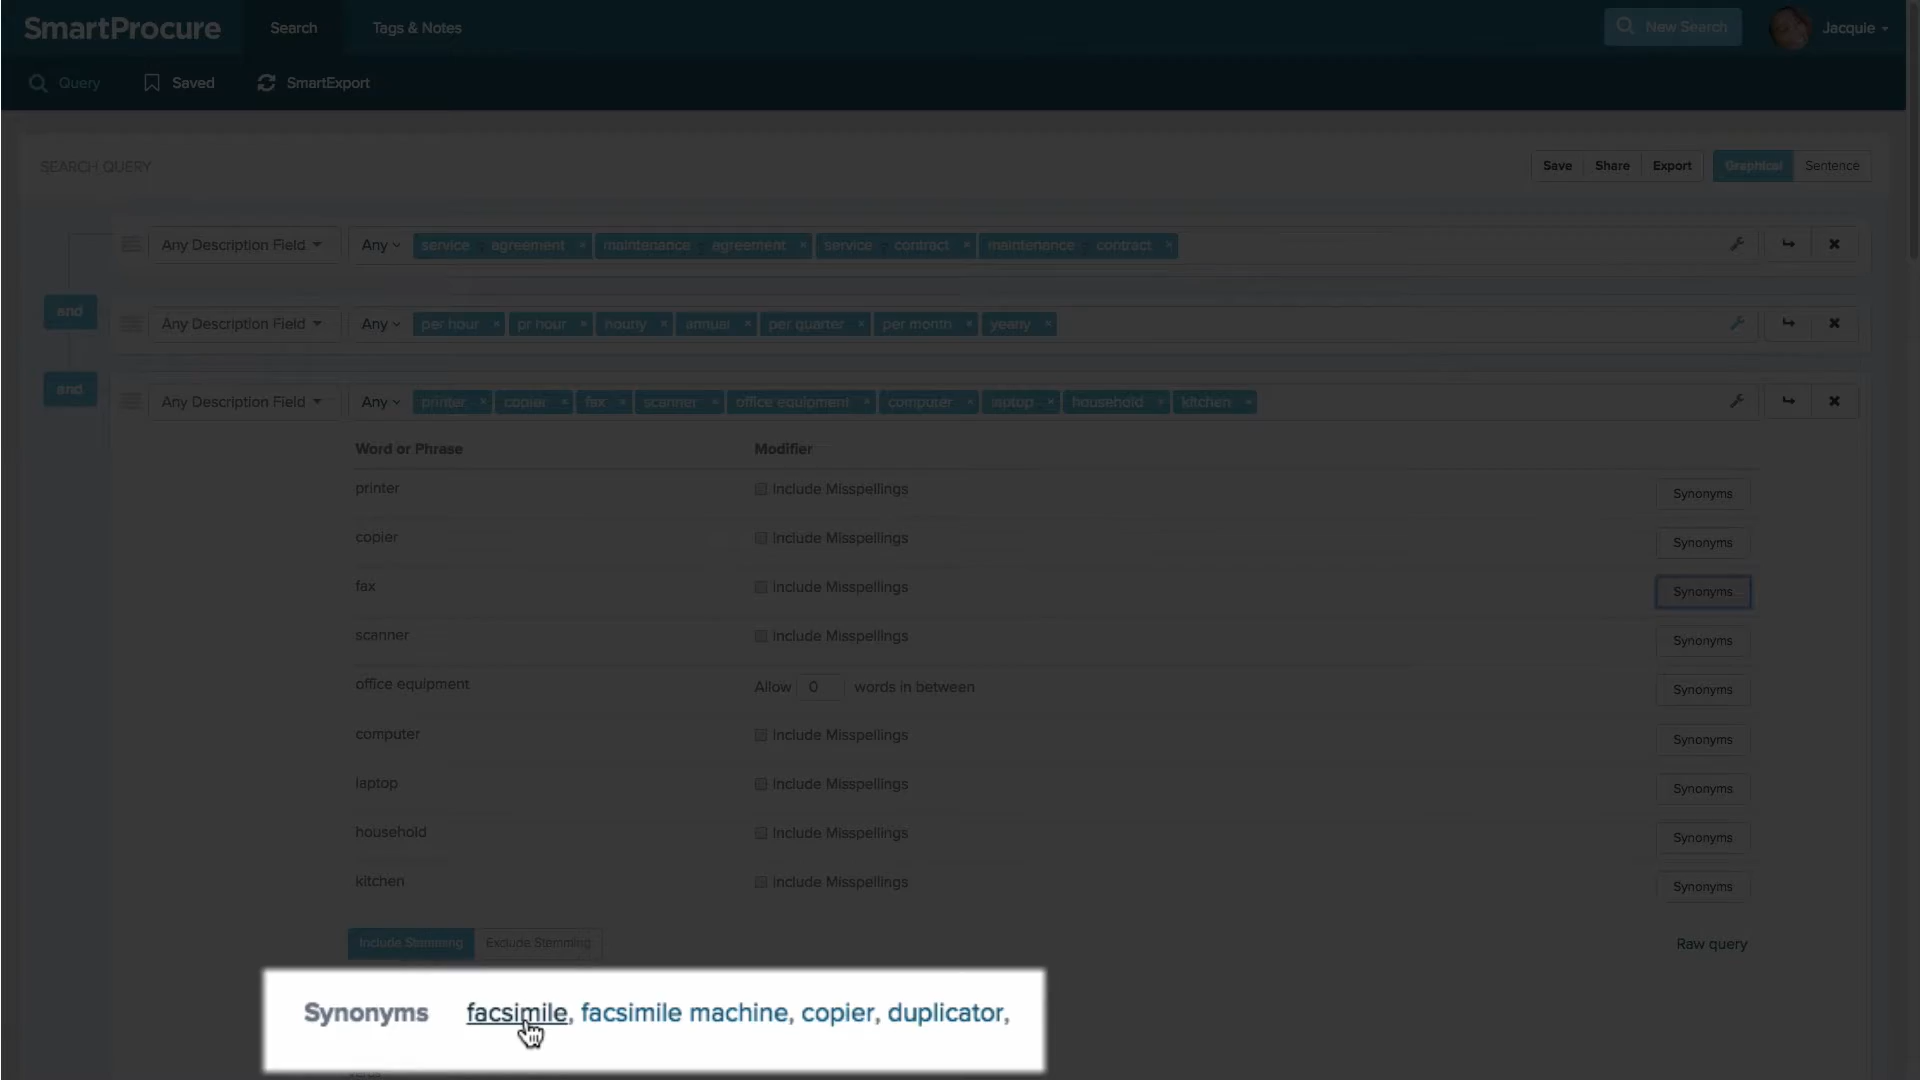 SmartProcure Search Tags & Notes New Search Jacquie
Query Saved SmartExport
SEARCH QUERY Save Share Export Graphical Sentence
Any Description Field Any service agreement × maintenance agreement × service contract × maintenance contract ×
and
Any Description Field Any per hour × pr hour × hourly × annual × per quarter × per month × yearly ×
and
Any Description Field Any printer × copier × fax × scanner × office equipment × computer × laptop × household × kitchen ×
Word or Phrase Modifier
printer Include Misspellings Synonyms
copier Include Misspellings Synonyms
fax Include Misspellings Synonyms
scanner Include Misspellings Synonyms
office equipment Allow 0 words in between Synonyms
computer Include Misspellings Synonyms
laptop Include Misspellings Synonyms
household Include Misspellings Synonyms
kitchen Include Misspellings Synonyms
Include Stemming Exclude Stemming Raw query
Synonyms facsimile, facsimile machine, copier, duplicator,